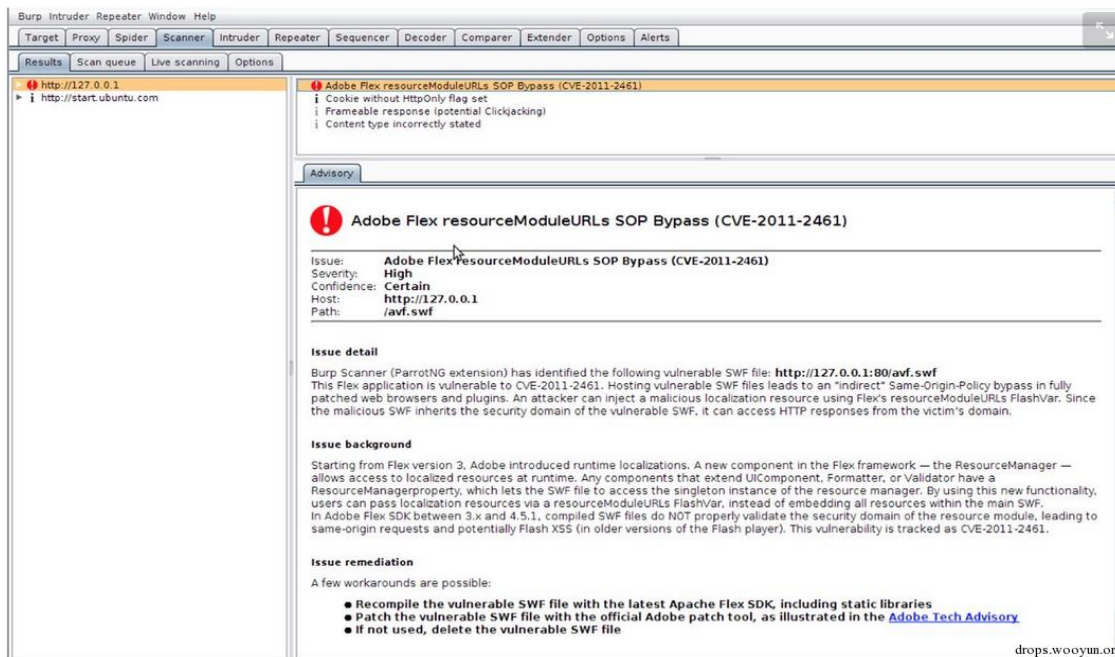 Burp Intruder Repeater Window Help
Target Proxy Spider Scanner Intruder Repeater Sequencer Decoder Comparer Extender Options Alerts
Results Scan queue Live scanning Options
http://127.0.0.1
http://start.ubuntu.com
Adobe Flex resourceModuleURLs SOP Bypass (CVE-2011-2461)
Cookie without HttpOnly flag set
Frameable response (potential Clickjacking)
Content type incorrectly stated
Advisory
Adobe Flex resourceModuleURLs SOP Bypass (CVE-2011-2461)
Issue: Adobe Flex resourceModuleURLs SOP Bypass (CVE-2011-2461)
Severity: High
Confidence: Certain
Host: http://127.0.0.1
Path: /avf.swf
Issue detail
Burp Scanner (ParrotNG extension) has identified the following vulnerable SWF file: http://127.0.0.1:80/avf.swf
This Flex application is vulnerable to CVE-2011-2461. Hosting vulnerable SWF files leads to an "indirect" Same-Origin-Policy bypass in fully
patched web browsers and plugins. An attacker can inject a malicious localization resource using Flex's resourceModuleURLs FlashVar. Since
the malicious SWF inherits the security domain of the vulnerable SWF, it can access HTTP responses from the victim's domain.
Issue background
Starting from Flex version 3, Adobe introduced runtime localizations. A new component in the Flex framework — the ResourceManager —
allows access to localized resources at runtime. Any components that extend UIComponent, Formatter, or Validator have a
ResourceManagerproperty, which lets the SWF file to access the singleton instance of the resource manager. By using this new functionality,
users can pass localization resources via a resourceModuleURLs FlashVar, instead of embedding all resources within the main SWF.
In Adobe Flex SDK between 3.x and 4.5.1, compiled SWF files do NOT properly validate the security domain of the resource module, leading to
same-origin requests and potentially Flash XSS (in older versions of the Flash player). This vulnerability is tracked as CVE-2011-2461.
Issue remediation
A few workarounds are possible:
● Recompile the vulnerable SWF file with the latest Apache Flex SDK, including static libraries
● Patch the vulnerable SWF file with the official Adobe patch tool, as illustrated in the Adobe Tech Advisory
● If not used, delete the vulnerable SWF file
drops.wooyun.or